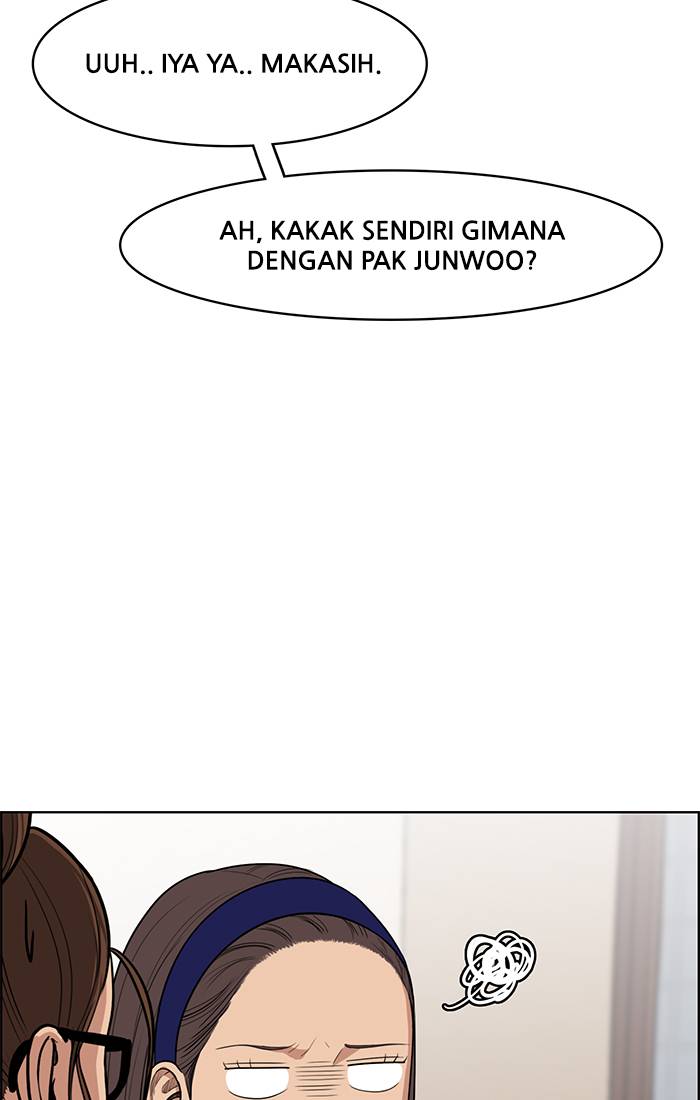 UUH.. IYA YA.. MAKASIH.
AH, KAKAK SENDIRI GIMANA
DENGAN PAK JUNWOO?